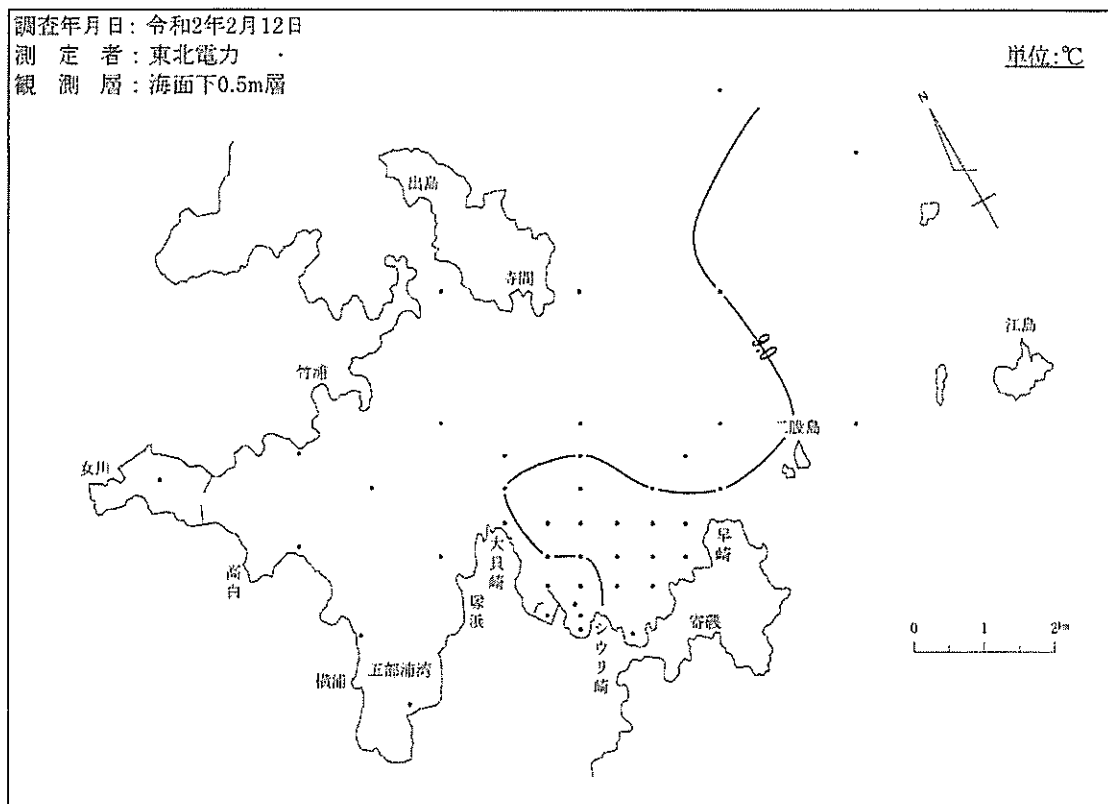 調査年月日：令和2年2月12日
測定者：東北電力
観測層：海面下0.5m層
単位:℃
N
出島
寺間
江島
竹浦
二股島
女川
大貝崎
早崎
高白
塚浜
シウリ崎
寄磯
横浦
五部浦湾
0 1 2km